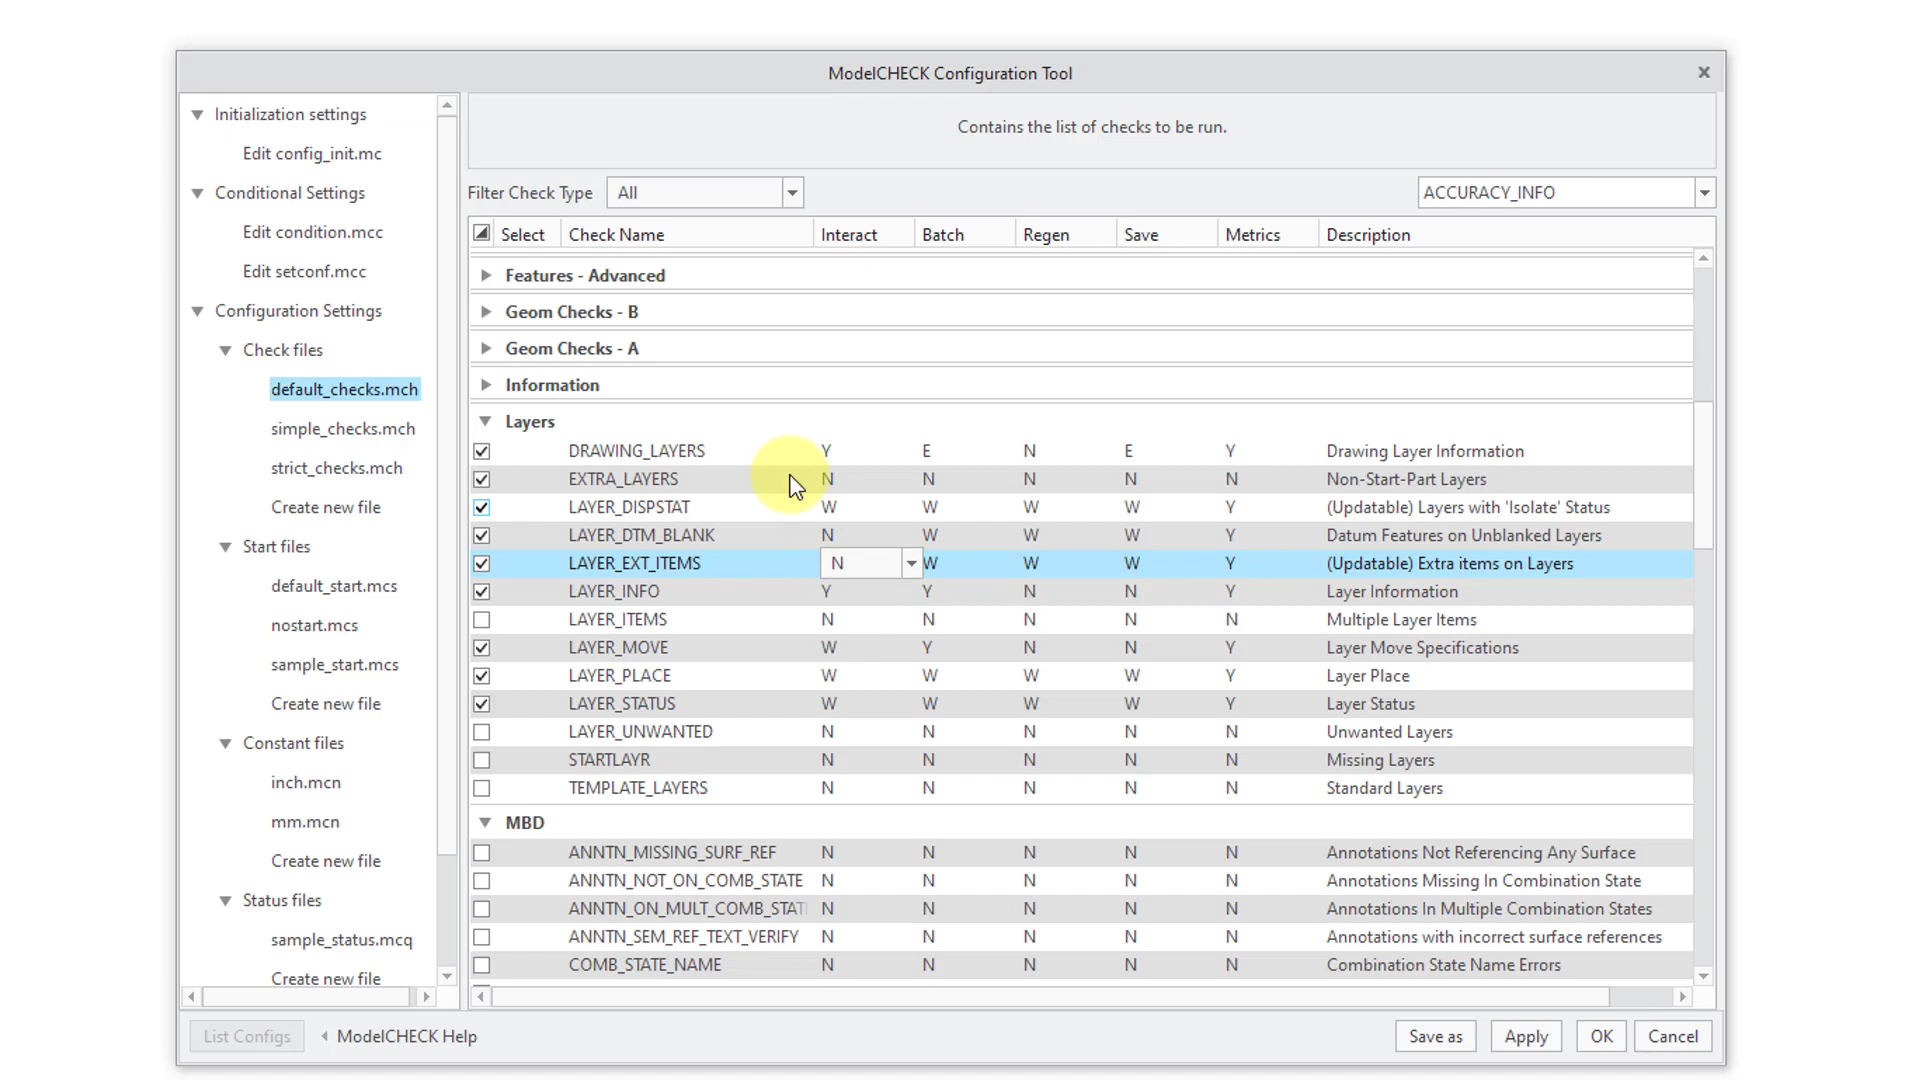 ModelCHECK Configuration Tool
Initialization settings
Edit config_init.mc
Conditional Settings
Edit condition.mcc
Edit setconf.mcc
Configuration Settings
Check files
default_checks.mch
simple_checks.mch
strict_checks.mch
Create new file
Start files
default_start.mcs
nostart.mcs
sample_start.mcs
Create new file
Constant files
inch.mcn
mm.mcn
Create new file
Status files
sample_status.mcq
Create new file
Contains the list of checks to be run.
Filter Check Type All ACCURACY_INFO
Select Check Name Interact Batch Regen Save Metrics Description
Features - Advanced
Geom Checks - B
Geom Checks - A
Information
Layers
DRAWING_LAYERS Y E N E Y Drawing Layer Information
EXTRA_LAYERS N N N N N Non-Start-Part Layers
LAYER_DISPSTAT W W W W Y (Updatable) Layers with 'Isolate' Status
LAYER_DTM_BLANK N W W W Y Datum Features on Unblanked Layers
LAYER_EXT_ITEMS N W W W Y (Updatable) Extra items on Layers
LAYER_INFO Y Y N N Y Layer Information
LAYER_ITEMS N N N N N Multiple Layer Items
LAYER_MOVE W Y N N Y Layer Move Specifications
LAYER_PLACE W W W W Y Layer Place
LAYER_STATUS W W W W Y Layer Status
LAYER_UNWANTED N N N N N Unwanted Layers
STARTLAYR N N N N N Missing Layers
TEMPLATE_LAYERS N N N N N Standard Layers
MBD
ANNTN_MISSING_SURF_REF N N N N N Annotations Not Referencing Any Surface
ANNTN_NOT_ON_COMB_STATE N N N N N Annotations Missing In Combination State
ANNTN_ON_MULT_COMB_STAT N N N N N Annotations In Multiple Combination States
ANNTN_SEM_REF_TEXT_VERIFY N N N N N Annotations with incorrect surface references
COMB_STATE_NAME N N N N N Combination State Name Errors
List Configs ModelCHECK Help Save as Apply OK Cancel